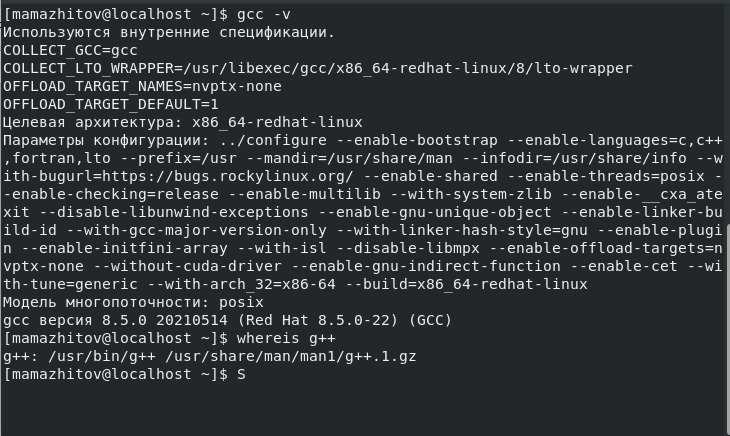 [mamazhitov@localhost ~]$ gcc -v
Используются внутренние спецификации.
COLLECT_GCC=gcc
COLLECT_LTO_WRAPPER=/usr/libexec/gcc/x86_64-redhat-linux/8/lto-wrapper
OFFLOAD_TARGET_NAMES=nvptx-none
OFFLOAD_TARGET_DEFAULT=1
Целевая архитектура: x86_64-redhat-linux
Параметры конфигурации: ../configure --enable-bootstrap --enable-languages=c,c++
,fortran,lto --prefix=/usr --mandir=/usr/share/man --infodir=/usr/share/info --w
ith-bugurl=https://bugs.rockylinux.org/ --enable-shared --enable-threads=posix -
-enable-checking=release --enable-multilib --with-system-zlib --enable-__cxa_ate
xit --disable-libunwind-exceptions --enable-gnu-unique-object --enable-linker-bu
ild-id --with-gcc-major-version-only --with-linker-hash-style=gnu --enable-plugi
n --enable-initfini-array --with-isl --disable-libmpx --enable-offload-targets=n
vptx-none --without-cuda-driver --enable-gnu-indirect-function --enable-cet --wi
th-tune=generic --with-arch_32=x86-64 --build=x86_64-redhat-linux
Модель многопоточности: posix
gcc версия 8.5.0 20210514 (Red Hat 8.5.0-22) (GCC)
[mamazhitov@localhost ~]$ whereis g++
g++: /usr/bin/g++ /usr/share/man/man1/g++.1.gz
[mamazhitov@localhost ~]$ S